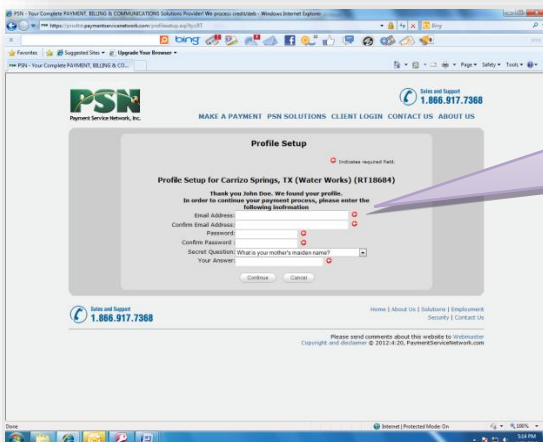 PSN - Your Complete PAYMENT, BILLING & COMMUNICATIONS Solutions Provider! We process credit/debit - Windows Internet Explorer
Bing
bing
Favorites Suggested Sites Upgrade Your Browser
PSN - Your Complete PAYMENT, BILLING & CO...
Page Safety Tools
PSN
Payment Service Network, Inc.
Sales and Support
1.866.917.7368
MAKE A PAYMENT PSN SOLUTIONS CLIENT LOGIN CONTACT US ABOUT US
Profile Setup
Indicates required field.
Profile Setup for Carrizo Springs, TX (Water Works) (RT18684)
Thank you John Doe. We found your profile.
In order to continue your payment process, please enter the
following inofrmation
Email Address:
Confirm Email Address:
Password:
Confirm Password :
Secret Question: What is your mother's maiden name?
Your Answer:
Continue Cancel
Sales and Support
1.866.917.7368
Home | About Us | Solutions | Employment
Security | Contact Us
Please send comments about this website to Webmaster
Copyright and disclaimer © 2012:4:20, PaymentServiceNetwork.com
Done
Internet | Protected Mode: On
100%
5:14 PM